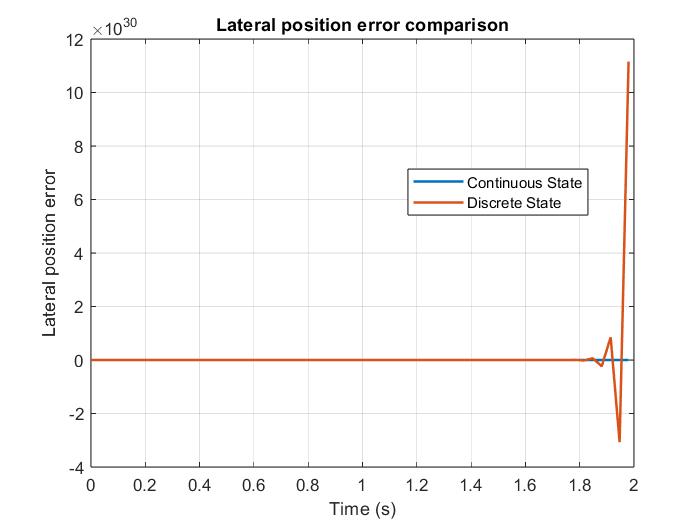 Lateral position error comparison
×10³⁰
12
10
8
6
4
2
0
-2
-4
Lateral position error
Continuous State
Discrete State
0 0.2 0.4 0.6 0.8 1 1.2 1.4 1.6 1.8 2
Time (s)